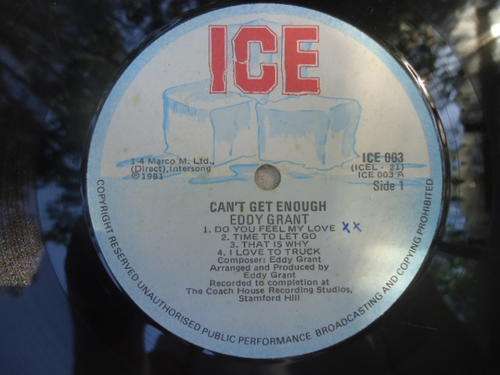 ICE
1-4 Marco M. Ltd.,
(Direct), Intersong
℗1981
ICE 003
(ICEL - 21)
ICE 003 A
Side 1
CAN'T GET ENOUGH
EDDY GRANT
1. DO YOU FEEL MY LOVE xx
2. TIME TO LET GO
3. THAT IS WHY
4. I LOVE TO TRUCK
Composer: Eddy Grant
Arranged and Produced by
Eddy Grant
Recorded to completion at
The Coach House Recording Studios,
Stamford Hill
COPYRIGHT RESERVED UNAUTHORISED PUBLIC PERFORMANCE BROADCASTING AND COPYING PROHIBITED